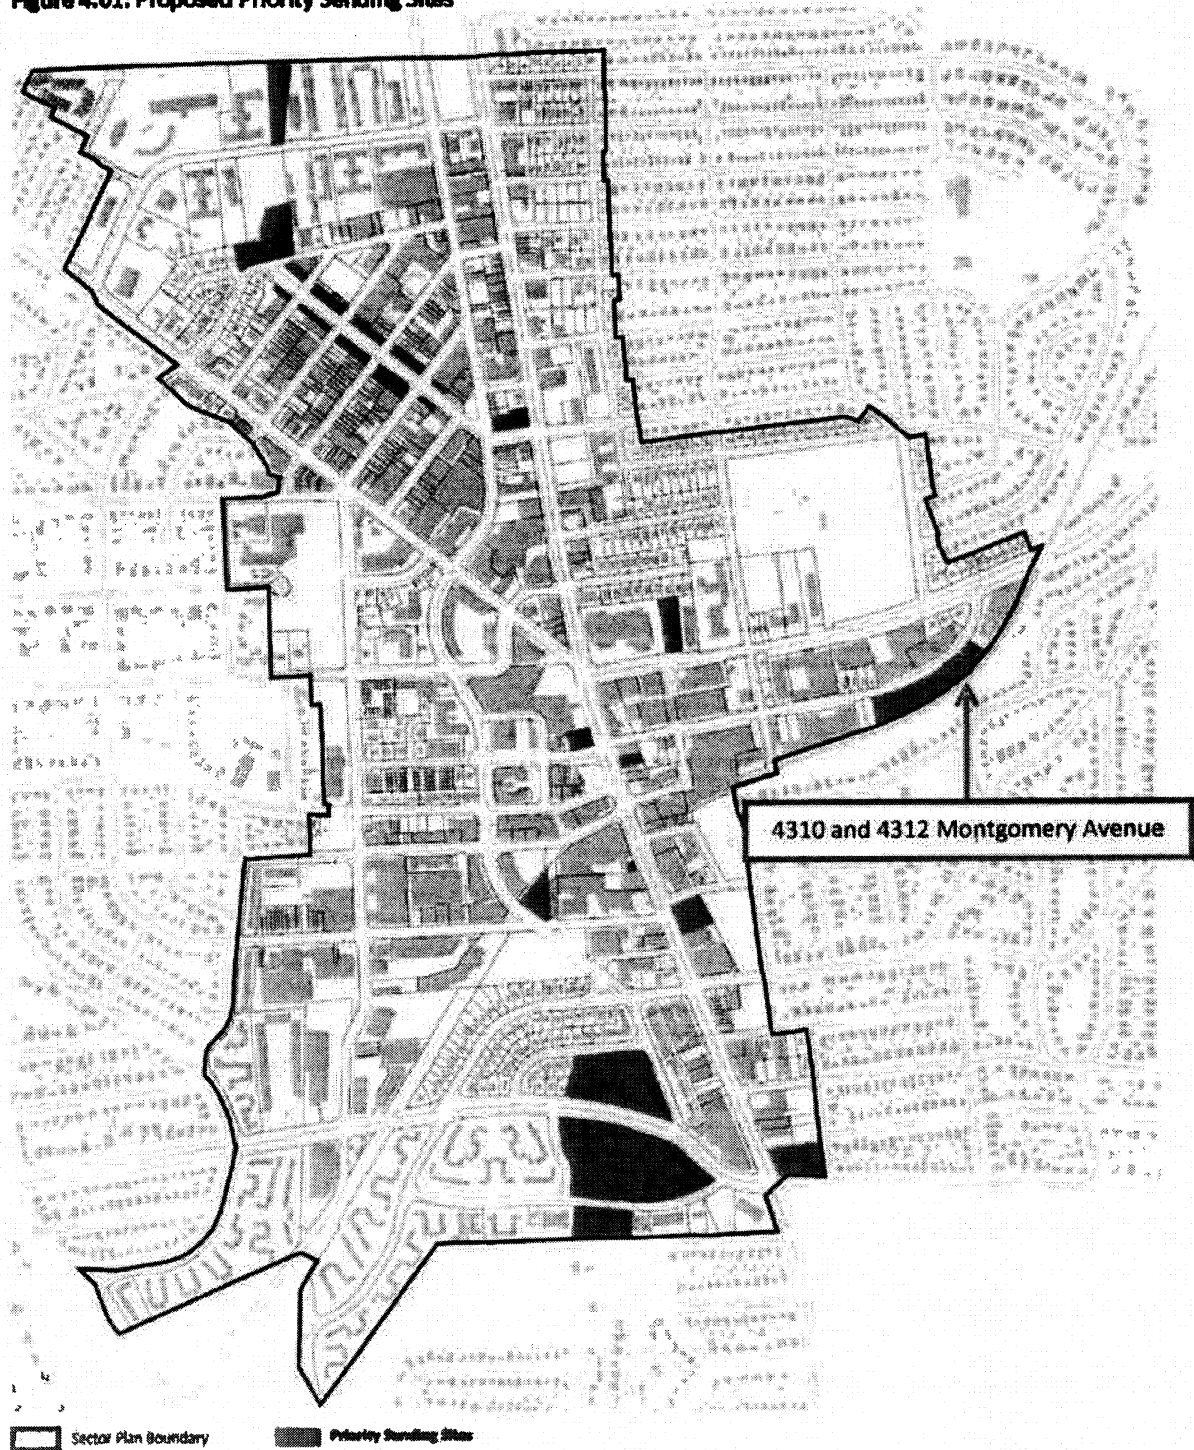 Figure 4.01: Proposed Priority Sending Sites
4310 and 4312 Montgomery Avenue
Sector Plan Boundary
Priority Sending Sites